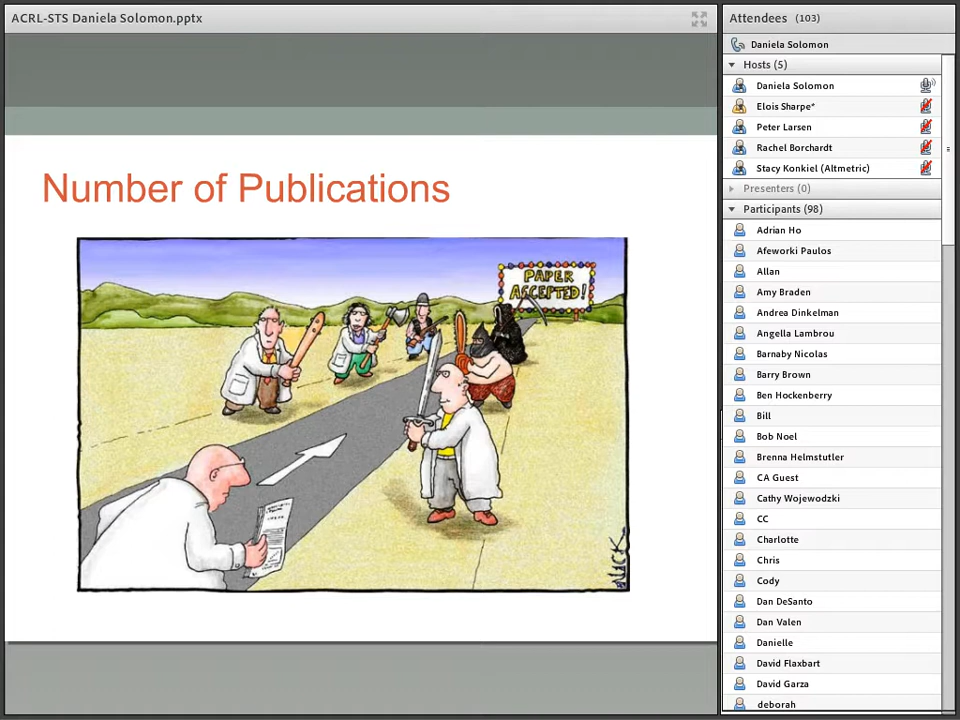 ACRL-STS Daniela Solomon.pptx
Number of Publications
PAPER
ACCEPTED!
NICK
Attendees (103)
Daniela Solomon
Hosts (5)
Daniela Solomon
Elois Sharpe*
Peter Larsen
Rachel Borchardt
Stacy Konkiel (Altmetric)
Presenters (0)
Participants (98)
Adrian Ho
Afeworki Paulos
Allan
Amy Braden
Andrea Dinkelman
Angella Lambrou
Barnaby Nicolas
Barry Brown
Ben Hockenberry
Bill
Bob Noel
Brenna Helmstutler
CA Guest
Cathy Wojewodzki
CC
Charlotte
Chris
Cody
Dan DeSanto
Dan Valen
Danielle
David Flaxbart
David Garza
deborah